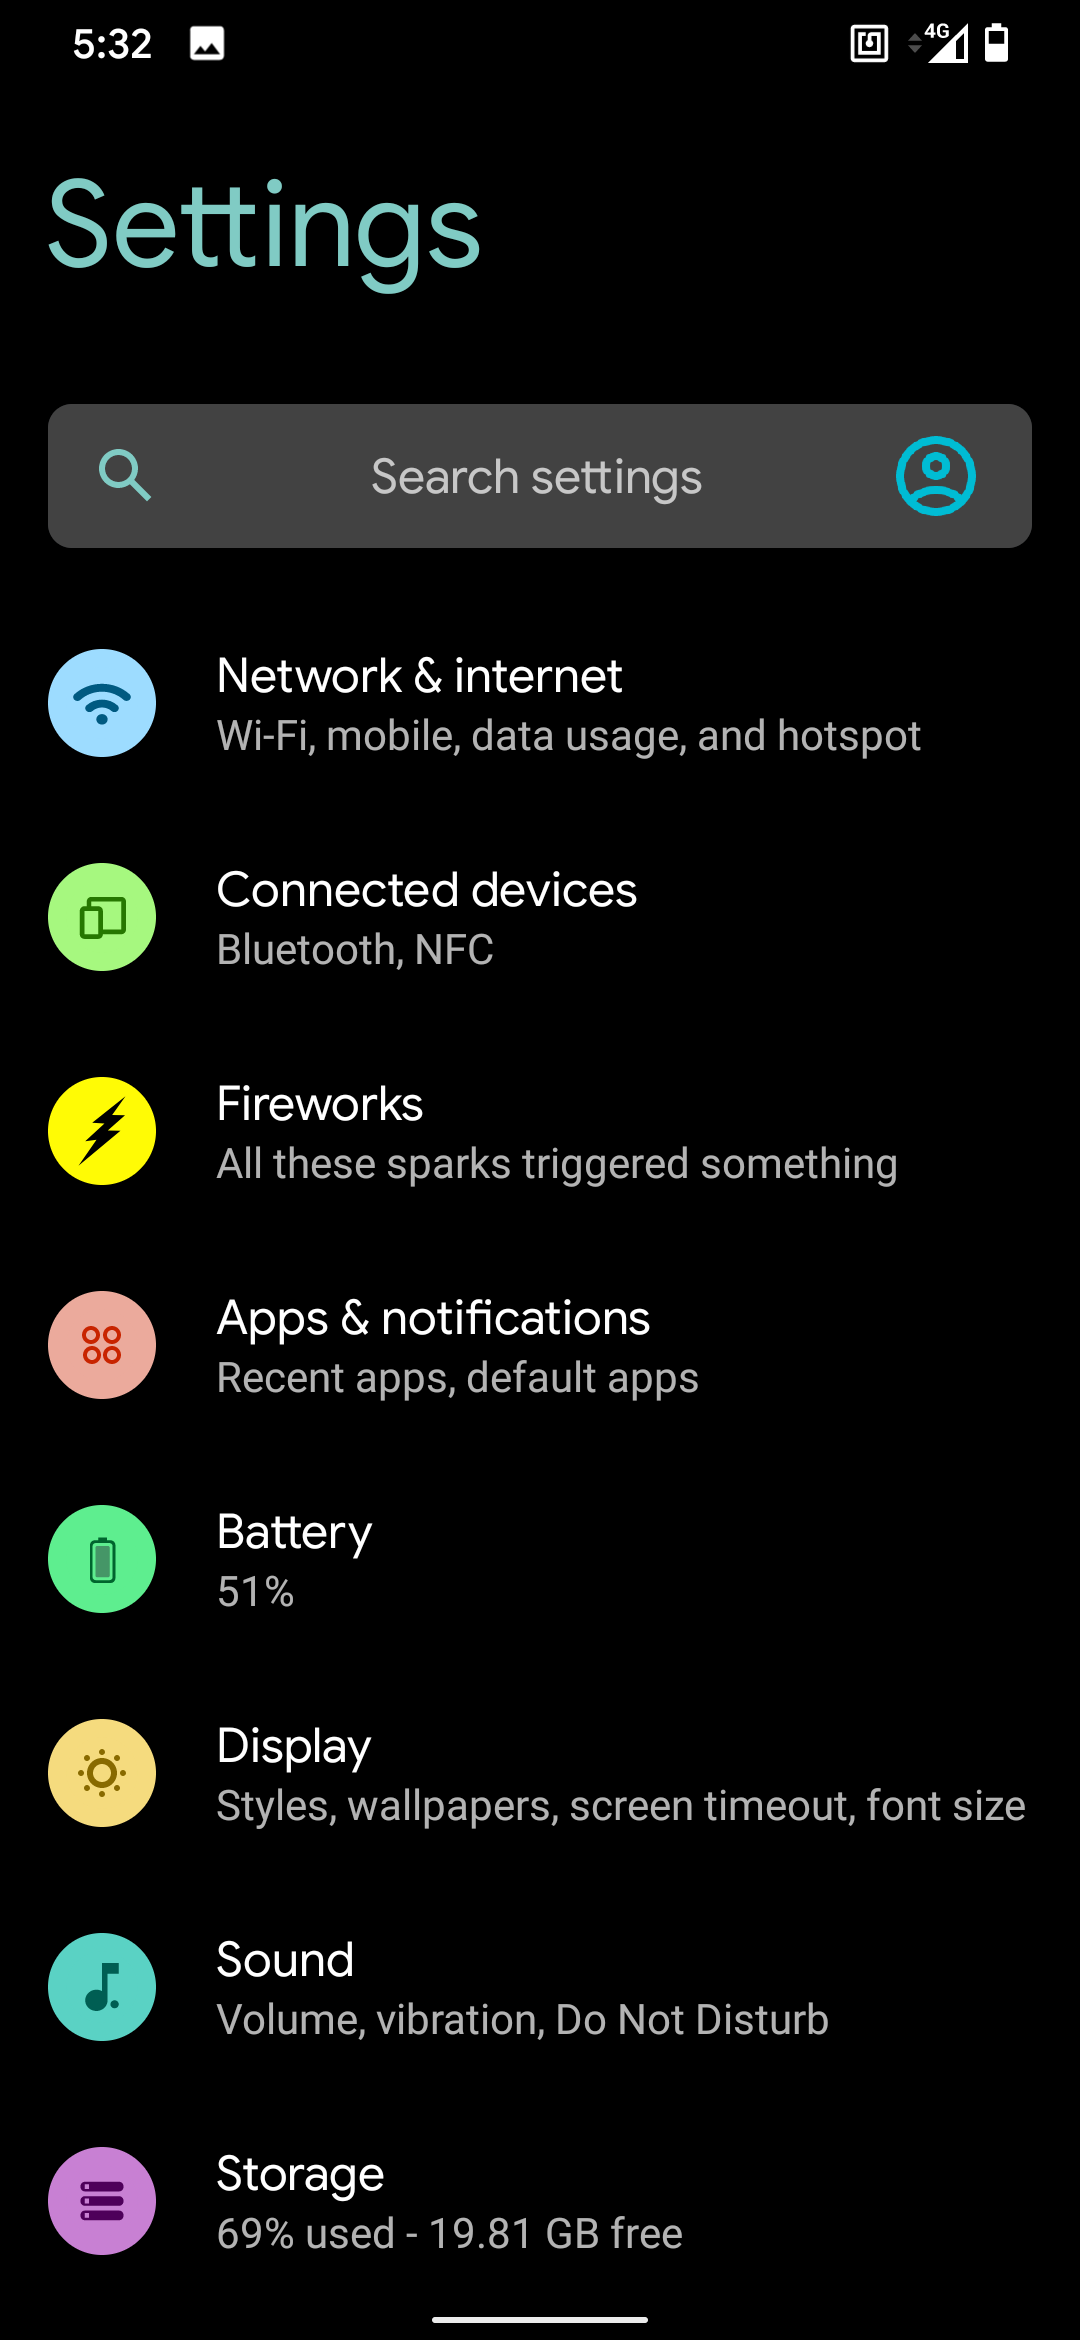 5:32
4G
Settings
Search settings
Network & internet
Wi-Fi, mobile, data usage, and hotspot
Connected devices
Bluetooth, NFC
Fireworks
All these sparks triggered something
Apps & notifications
Recent apps, default apps
Battery
51%
Display
Styles, wallpapers, screen timeout, font size
Sound
Volume, vibration, Do Not Disturb
Storage
69% used - 19.81 GB free